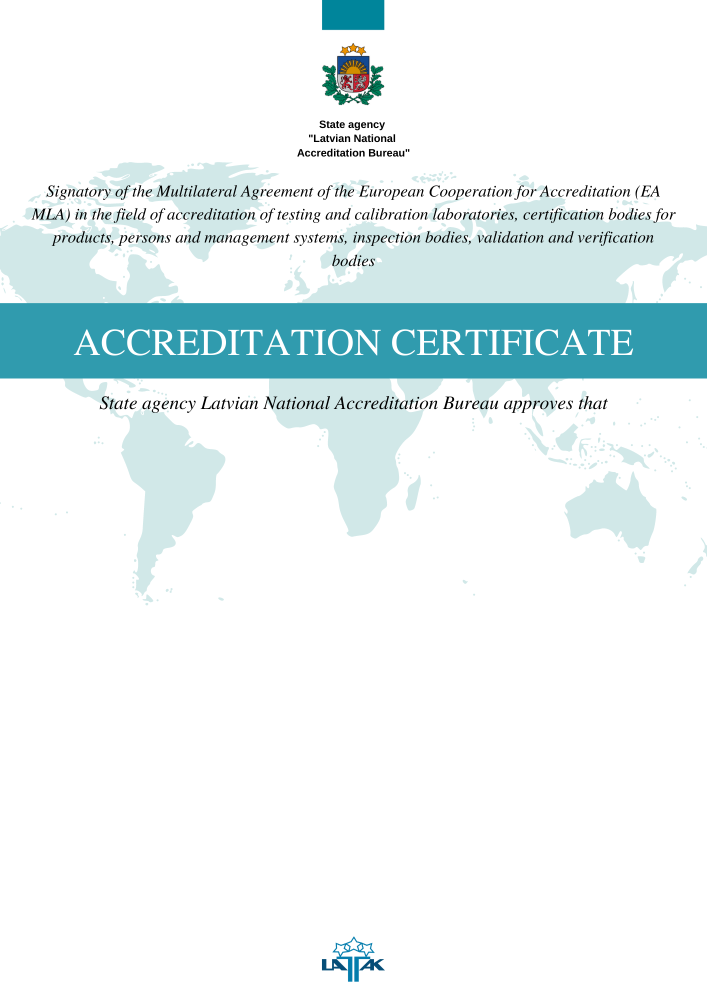 State agency
"Latvian National
Accreditation Bureau"
Signatory of the Multilateral Agreement of the European Cooperation for Accreditation (EA
MLA) in the field of accreditation of testing and calibration laboratories, certification bodies for
products, persons and management systems, inspection bodies, validation and verification
bodies
ACCREDITATION CERTIFICATE
State agency Latvian National Accreditation Bureau approves that
LATAK